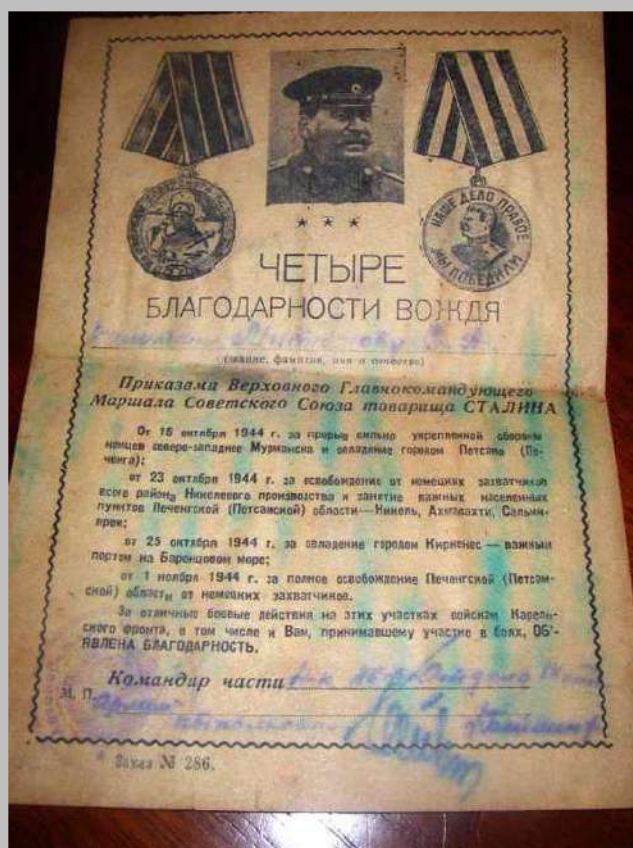 НАШЕ ДЕЛО ПРАВОЕ
МЫ ПОБЕДИЛИ
★ ★ ★
ЧЕТЫРЕ
БЛАГОДАРНОСТИ ВОЖДЯ
(звание, фамилия, имя и отчество)
Приказами Верховного Главнокомандующего
Маршала Советского Союза товарища СТАЛИНА
От 15 октября 1944 г. за прорыв сильно укрепленной обороны
немцев северо-западнее Мурманска и овладение городом Петсамо (Пе-
ченга);
от 23 октября 1944 г. за освобождение от немецких захватчиков
всего района Никелевого производства и занятие важных населенных
пунктов Печенгской (Петсамской) области — Никель, Ахмалахти, Сальми-
ярви;
от 25 октября 1944 г. за овладение городом Киркенес — важным
портом на Баренцовом море;
от 1 ноября 1944 г. за полное освобождение Печенгской (Петсам-
ской) области от немецких захватчиков.
За отличные боевые действия на этих участках войскам Карель-
ского фронта, в том числе и Вам, принимавшему участие в боях, ОБ'-
ЯВЛЕНА БЛАГОДАРНОСТЬ.
Командир части
М. П.
Заказ № 286.